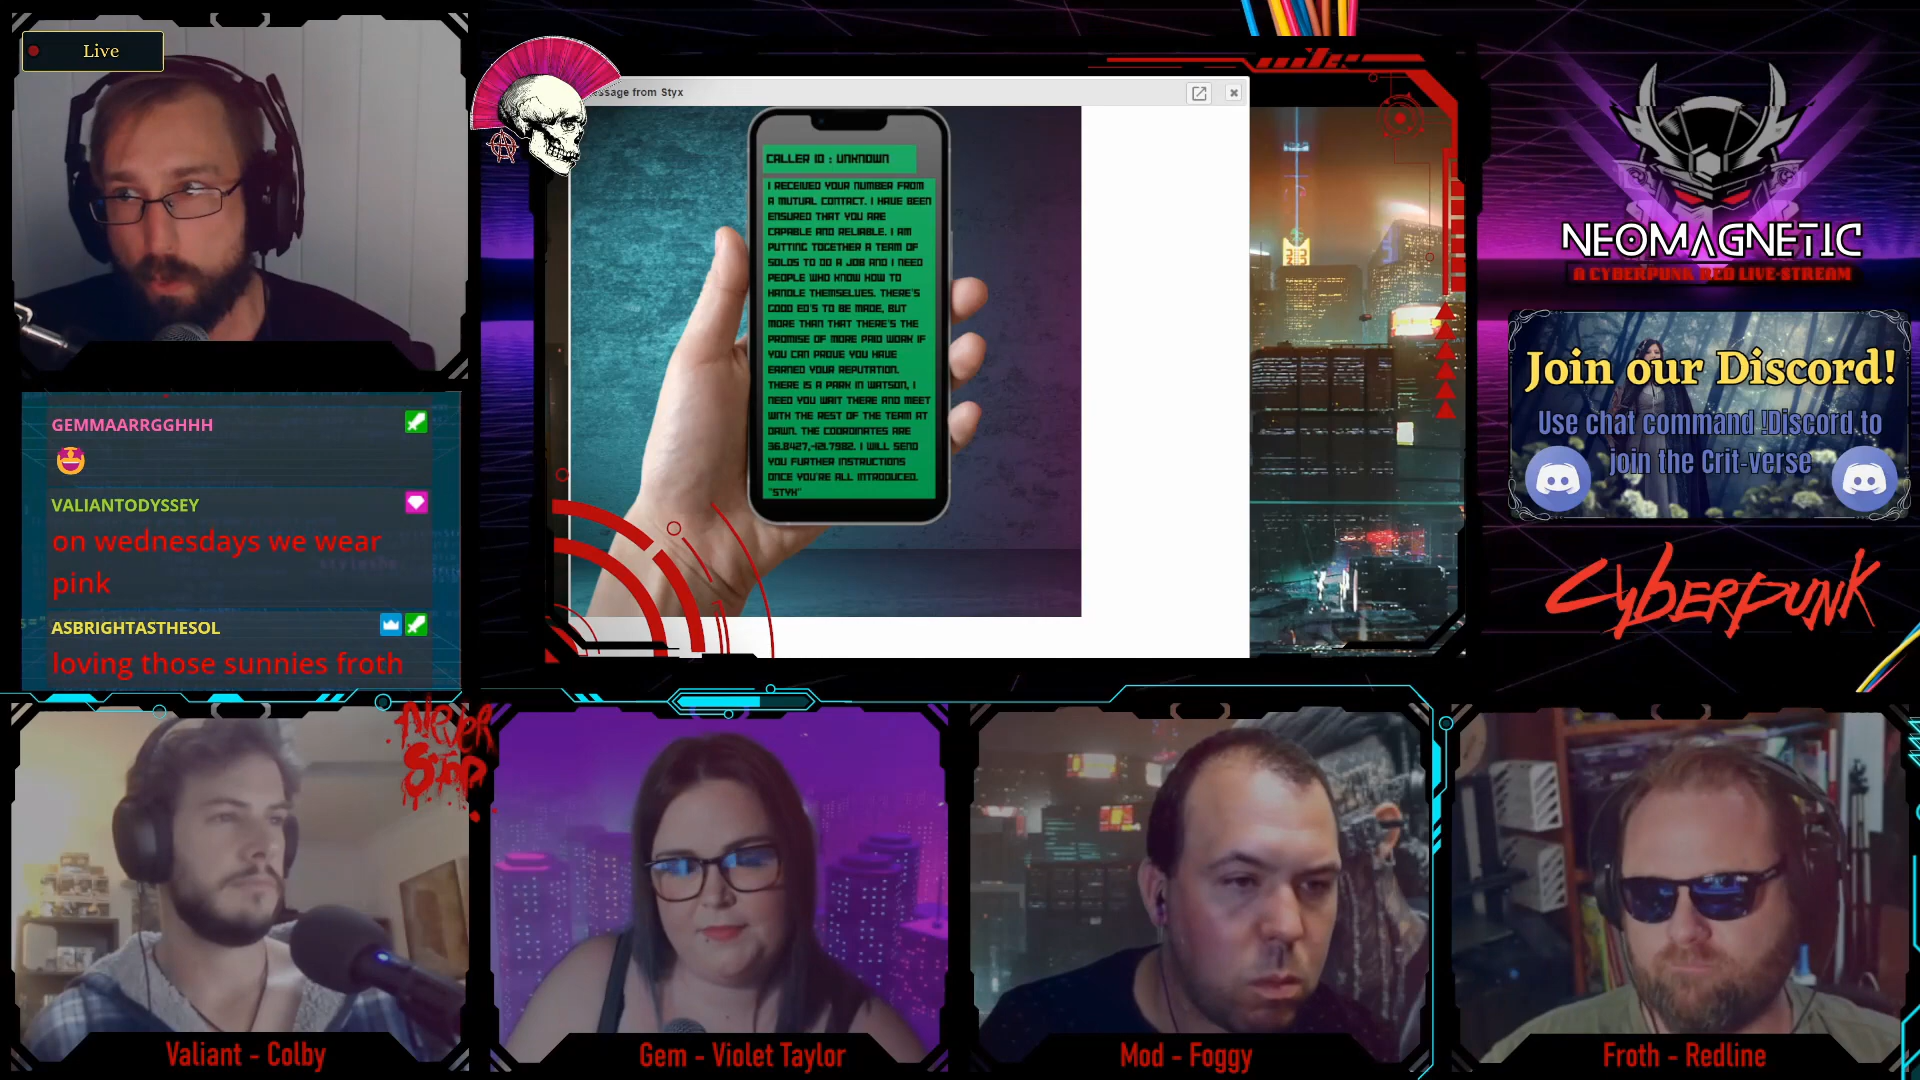 Live
GEMMAARRGGHHH
VALIANTODYSSEY
on wednesdays we wear
pink
ASBRIGHTASTHESOL
loving those sunnies froth
ssage from Styx
CALLER ID : UNKNOWN
I RECEIVED YOUR NUMBER FROM
A MUTUAL CONTACT. I HAVE BEEN
ENSURED THAT YOU ARE
CAPABLE AND RELIABLE. I AM
PUTTING TOGETHER A TEAM OF
SOLOS TO DO A JOB AND I NEED
PEOPLE WHO KNOW HOW TO
HANDLE THEMSELVES. THERE'S
GOOD ED'S TO BE MADE, BUT
MORE THAN THAT THERE'S THE
PROMISE OF MORE PAID WORK IF
YOU CAN PROVE YOU HAVE
EARNED YOUR REPUTATION.
THERE IS A PARK IN WATSON, I
NEED YOU WAIT THERE AND MEET
WITH THE REST OF THE TEAM AT
DAWN. THE COORDINATES ARE
36.8427,-121.7982. I WILL SEND
YOU FURTHER INSTRUCTIONS
ONCE YOU'RE ALL INTRODUCED.
"STYX"
NEOMAGNETIC
A CYBERPUNK RED LIVE-STREAM
Join our Discord!
Use chat command !Discord to
join the Crit-verse
Cyberpunk
Never
Stop
Valiant - Colby
Gem - Violet Taylor
Mod - Foggy
Froth - Redline